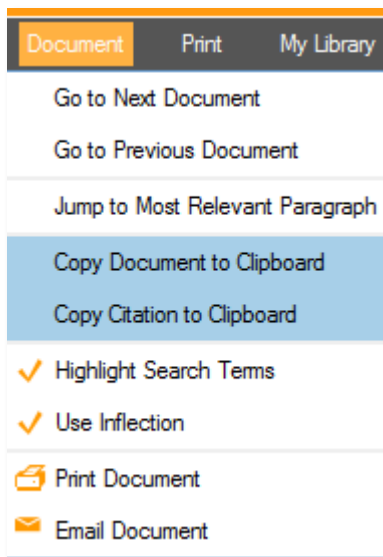 Document Print My Library
Go to Next Document
Go to Previous Document
Jump to Most Relevant Paragraph
Copy Document to Clipboard
Copy Citation to Clipboard
Highlight Search Terms
Use Inflection
Print Document
Email Document